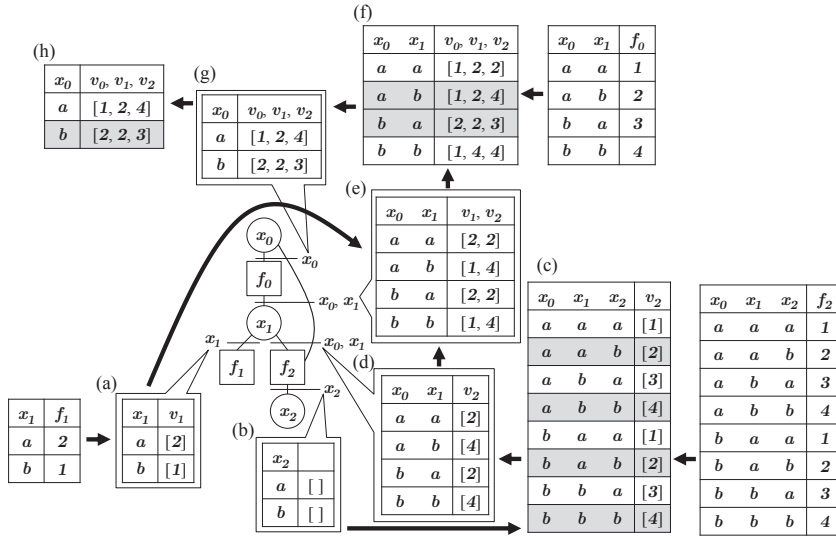 (h)
x0 v0, v1, v2
a [1, 2, 4]
b [2, 2, 3]
(g)
x0 v0, v1, v2
a [1, 2, 4]
b [2, 2, 3]
(f)
x0 x1 v0, v1, v2
a a [1, 2, 2]
a b [1, 2, 4]
b a [2, 2, 3]
b b [1, 4, 4]
x0 x1 f0
a a 1
a b 2
b a 3
b b 4
(e)
x0 x1 v1, v2
a a [2, 2]
a b [1, 4]
b a [2, 2]
b b [1, 4]
x0
x0
f0
x0, x1
x1
x1
x0, x1
f1
f2
x2
x2
(a)
x1 f1
a 2
b 1
x1 v1
a [2]
b [1]
(b)
x2
a [ ]
b [ ]
(d)
x0 x1 v2
a a [2]
a b [4]
b a [2]
b b [4]
(c)
x0 x1 x2 v2
a a a [1]
a a b [2]
a b a [3]
a b b [4]
b a a [1]
b a b [2]
b b a [3]
b b b [4]
x0 x1 x2 f2
a a a 1
a a b 2
a b a 3
a b b 4
b a a 1
b a b 2
b b a 3
b b b 4